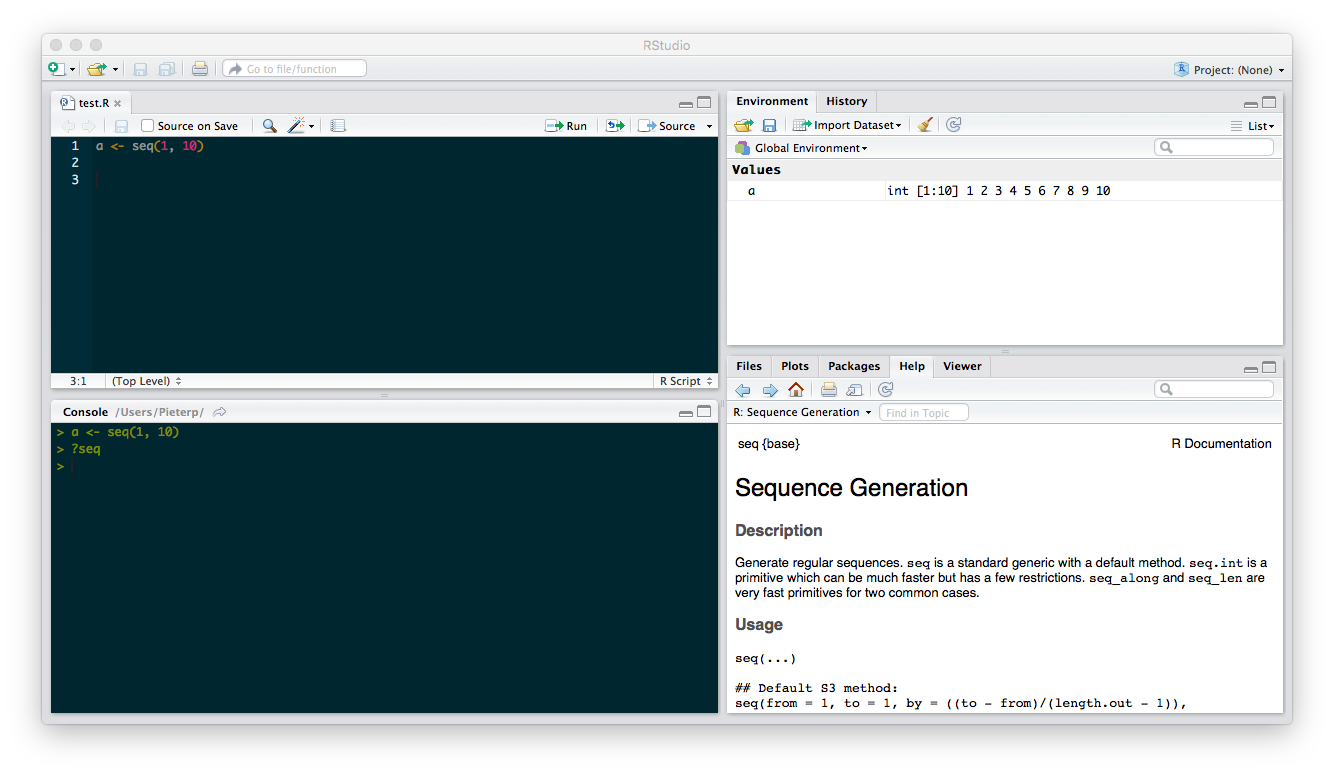 RStudio
Go to file/function
Project: (None)
test.R
Source on Save
Run
Source
1 a <- seq(1, 10)
2
3
3:1 (Top Level)
R Script
Console /Users/Pieterp/
> a <- seq(1, 10)
> ?seq
>
Environment History
Import Dataset
List
Global Environment
Values
a int [1:10] 1 2 3 4 5 6 7 8 9 10
Files Plots Packages Help Viewer
R: Sequence Generation
Find in Topic
seq {base}
R Documentation
Sequence Generation
Description
Generate regular sequences. seq is a standard generic with a default method. seq.int is a
primitive which can be much faster but has a few restrictions. seq_along and seq_len are
very fast primitives for two common cases.
Usage
seq(...)
## Default S3 method:
seq(from = 1, to = 1, by = ((to - from)/(length.out - 1)),